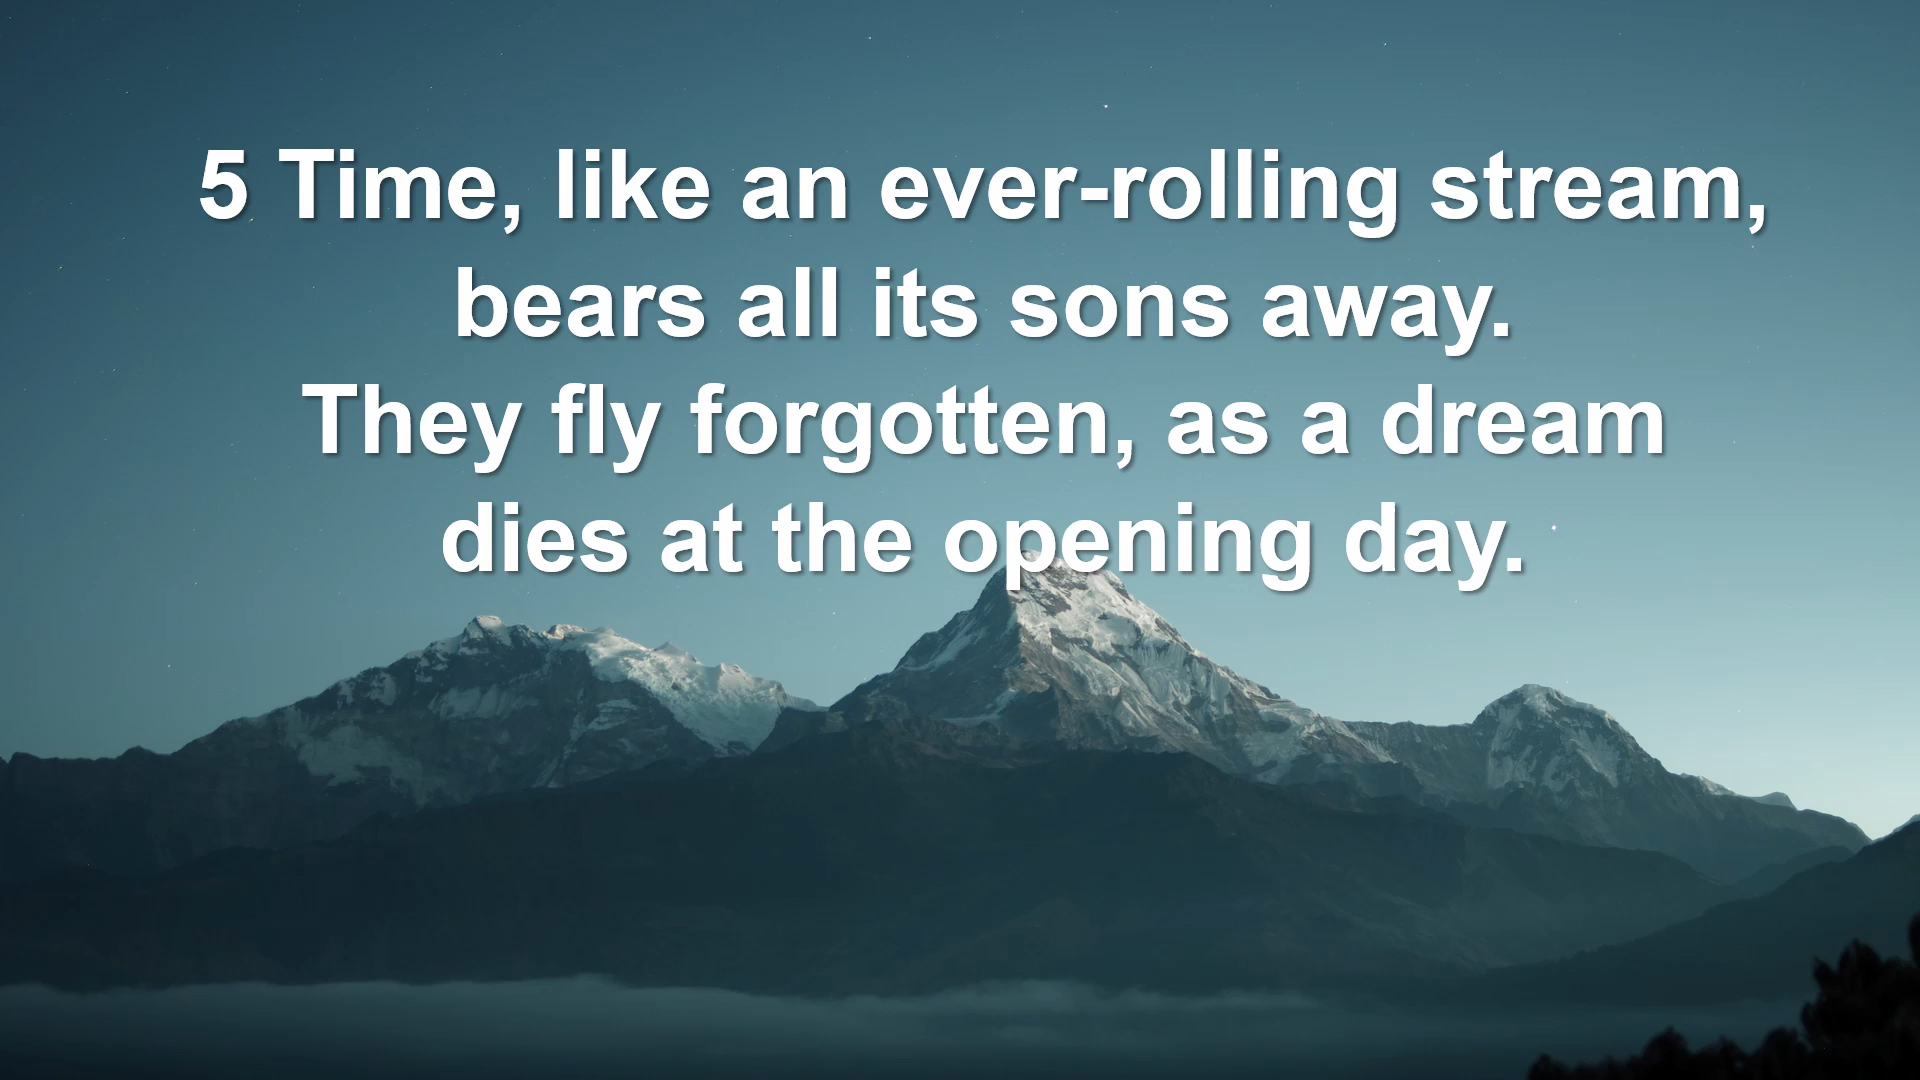 5 Time, like an ever-rolling stream,
bears all its sons away.
They fly forgotten, as a dream
dies at the opening day.